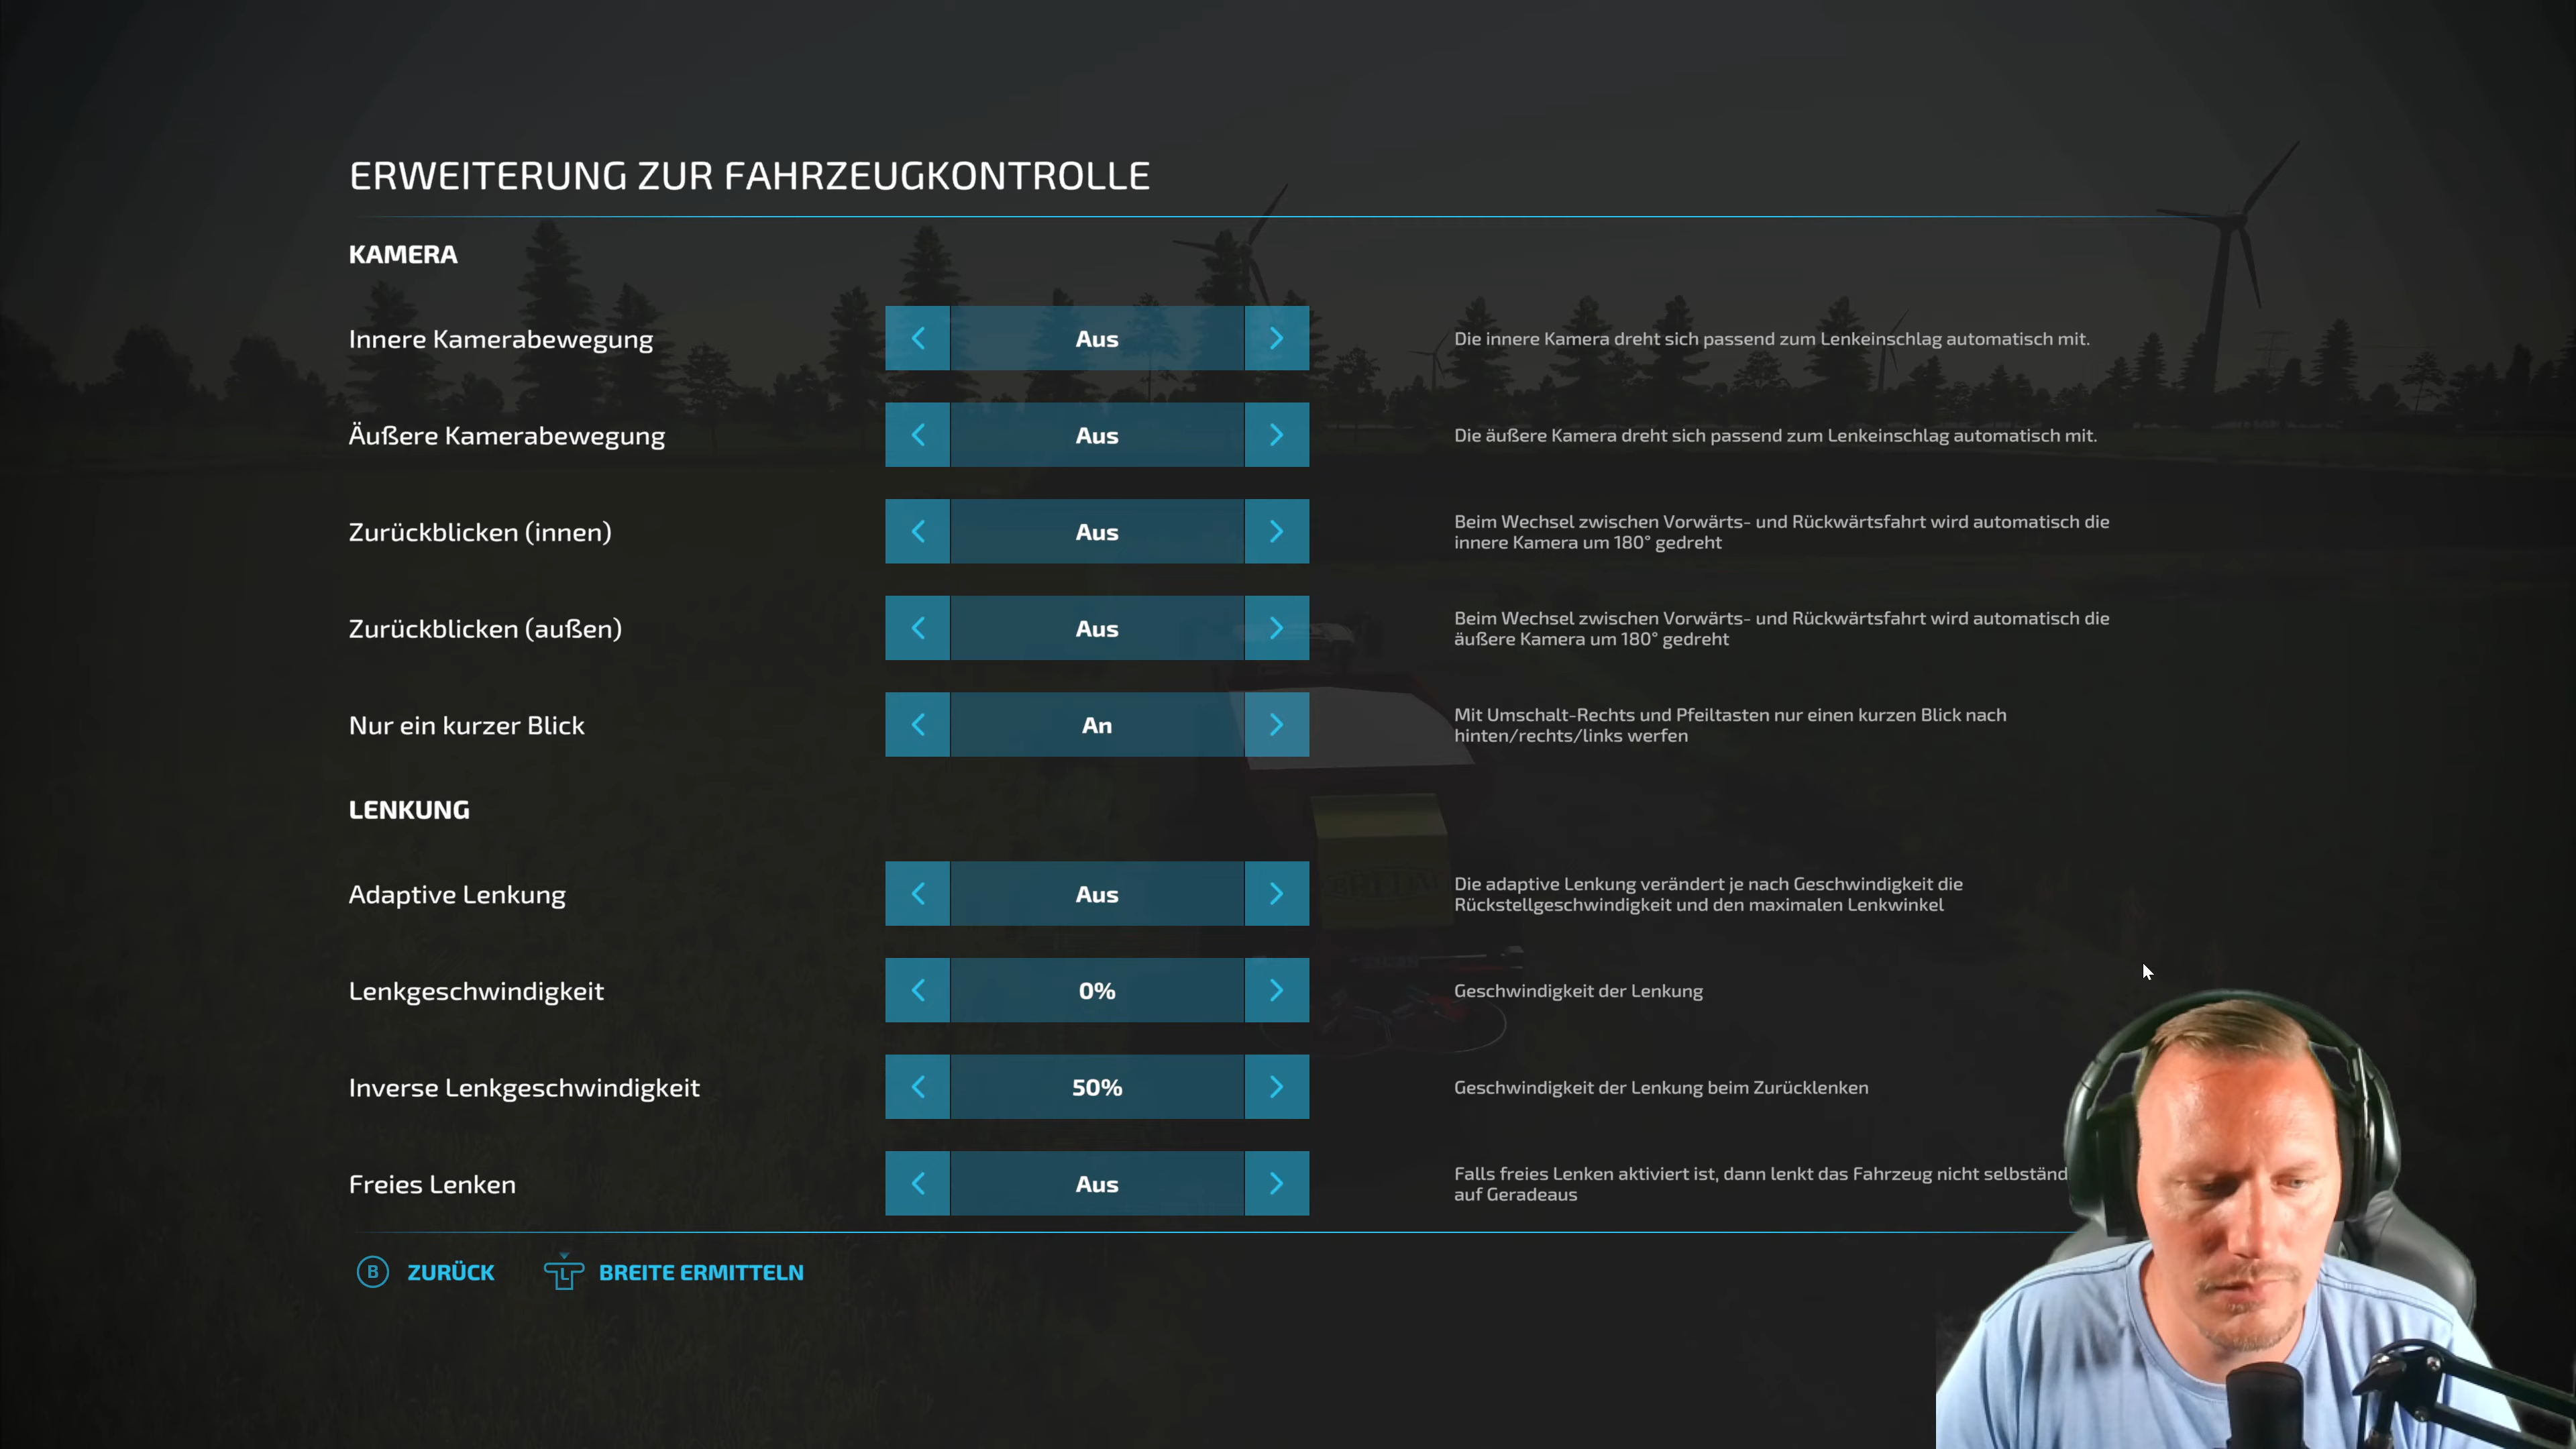 ERWEITERUNG ZUR FAHRZEUGKONTROLLE
KAMERA
Innere Kamerabewegung
Aus
Die innere Kamera dreht sich passend zum Lenkeinschlag automatisch mit.
Äußere Kamerabewegung
Aus
Die äußere Kamera dreht sich passend zum Lenkeinschlag automatisch mit.
Zurückblicken (innen)
Aus
Beim Wechsel zwischen Vorwärts- und Rückwärtsfahrt wird automatisch die
innere Kamera um 180° gedreht
Zurückblicken (außen)
Aus
Beim Wechsel zwischen Vorwärts- und Rückwärtsfahrt wird automatisch die
äußere Kamera um 180° gedreht
Nur ein kurzer Blick
An
Mit Umschalt-Rechts und Pfeiltasten nur einen kurzen Blick nach
hinten/rechts/links werfen
LENKUNG
Adaptive Lenkung
Aus
Die adaptive Lenkung verändert je nach Geschwindigkeit die
Rückstellgeschwindigkeit und den maximalen Lenkwinkel
Lenkgeschwindigkeit
0%
Geschwindigkeit der Lenkung
Inverse Lenkgeschwindigkeit
50%
Geschwindigkeit der Lenkung beim Zurücklenken
Freies Lenken
Aus
Falls freies Lenken aktiviert ist, dann lenkt das Fahrzeug nicht selbständ
auf Geradeaus
B ZURÜCK L BREITE ERMITTELN